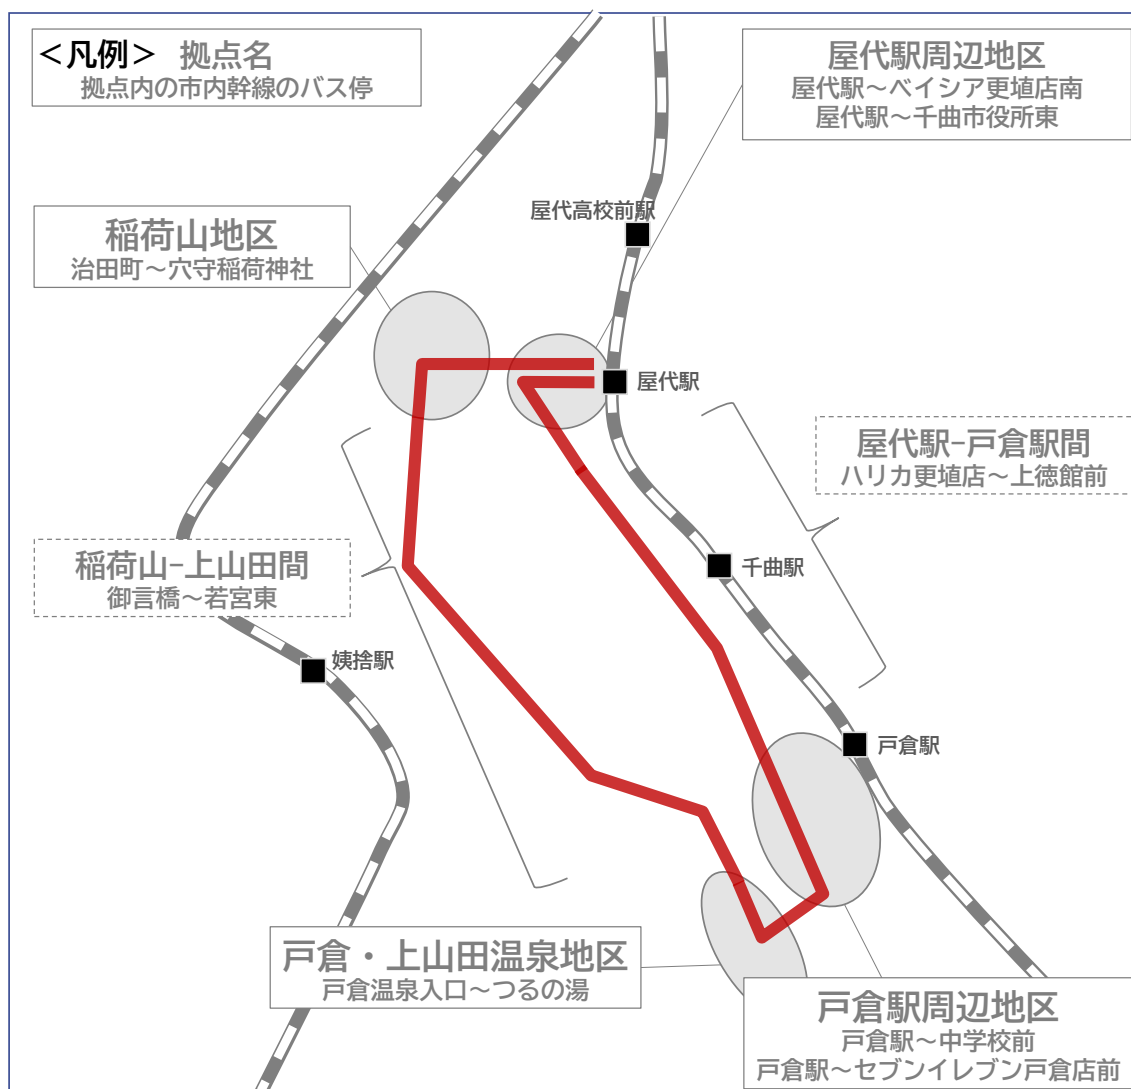 ＜凡例＞ 拠点名
拠点内の市内幹線のバス停
屋代駅周辺地区
屋代駅～ベイシア更埴店南
屋代駅～千曲市役所東
屋代高校前駅
稲荷山地区
治田町～穴守稲荷神社
屋代駅
屋代駅-戸倉駅間
ハリカ更埴店～上徳館前
稲荷山-上山田間
御言橋～若宮東
千曲駅
姨捨駅
戸倉駅
戸倉・上山田温泉地区
戸倉温泉入口～つるの湯
戸倉駅周辺地区
戸倉駅～中学校前
戸倉駅～セブンイレブン戸倉店前